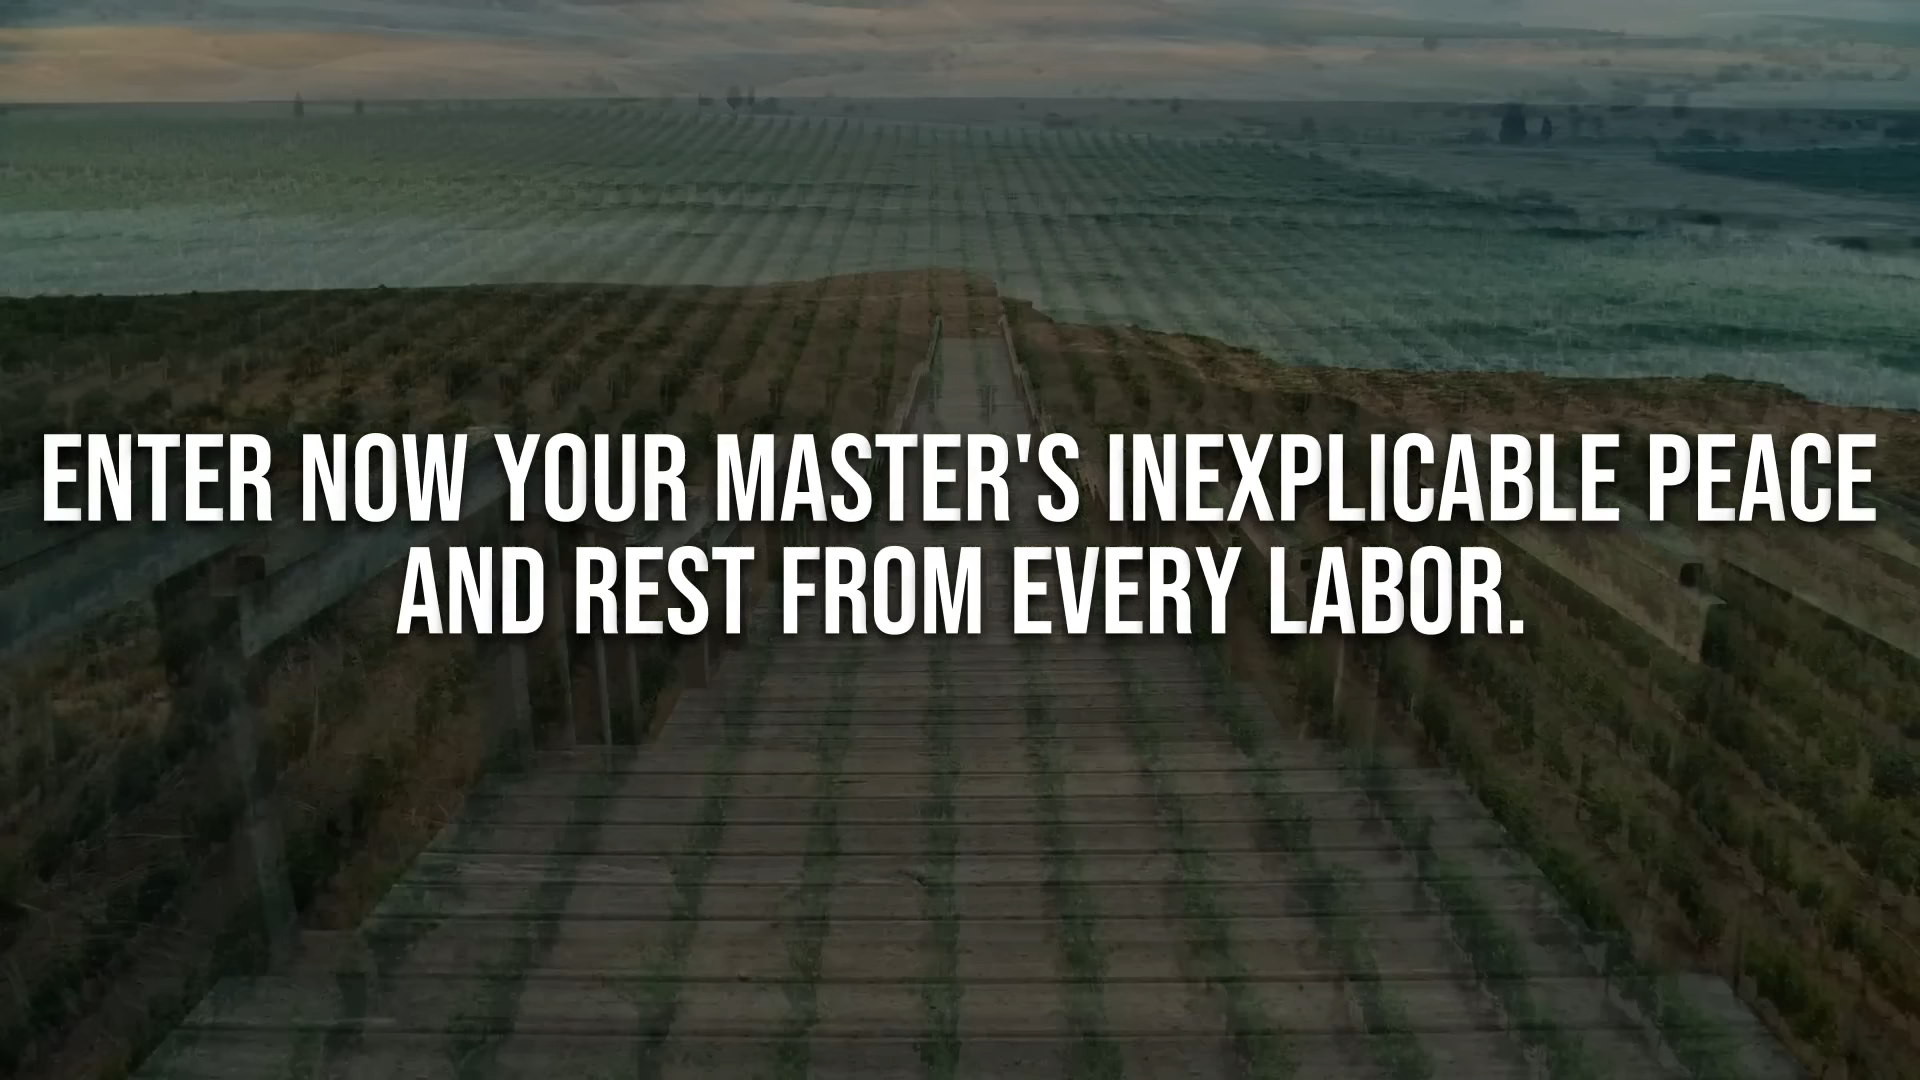 ENTER NOW YOUR MASTER'S INEXPLICABLE PEACE
AND REST FROM EVERY LABOR.